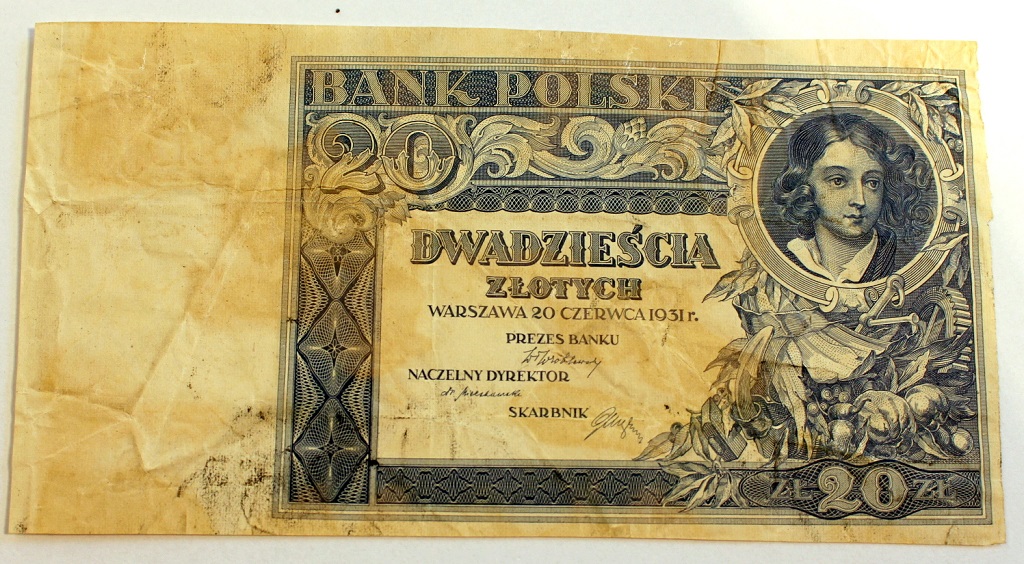 BANK POLSKI
20
DWADZIEŚCIA
ZŁOTYCH
WARSZAWA 20 CZERWCA 1931 r.
PREZES BANKU
NACZELNY DYREKTOR
SKARBNIK
ZŁ 20 ZŁ